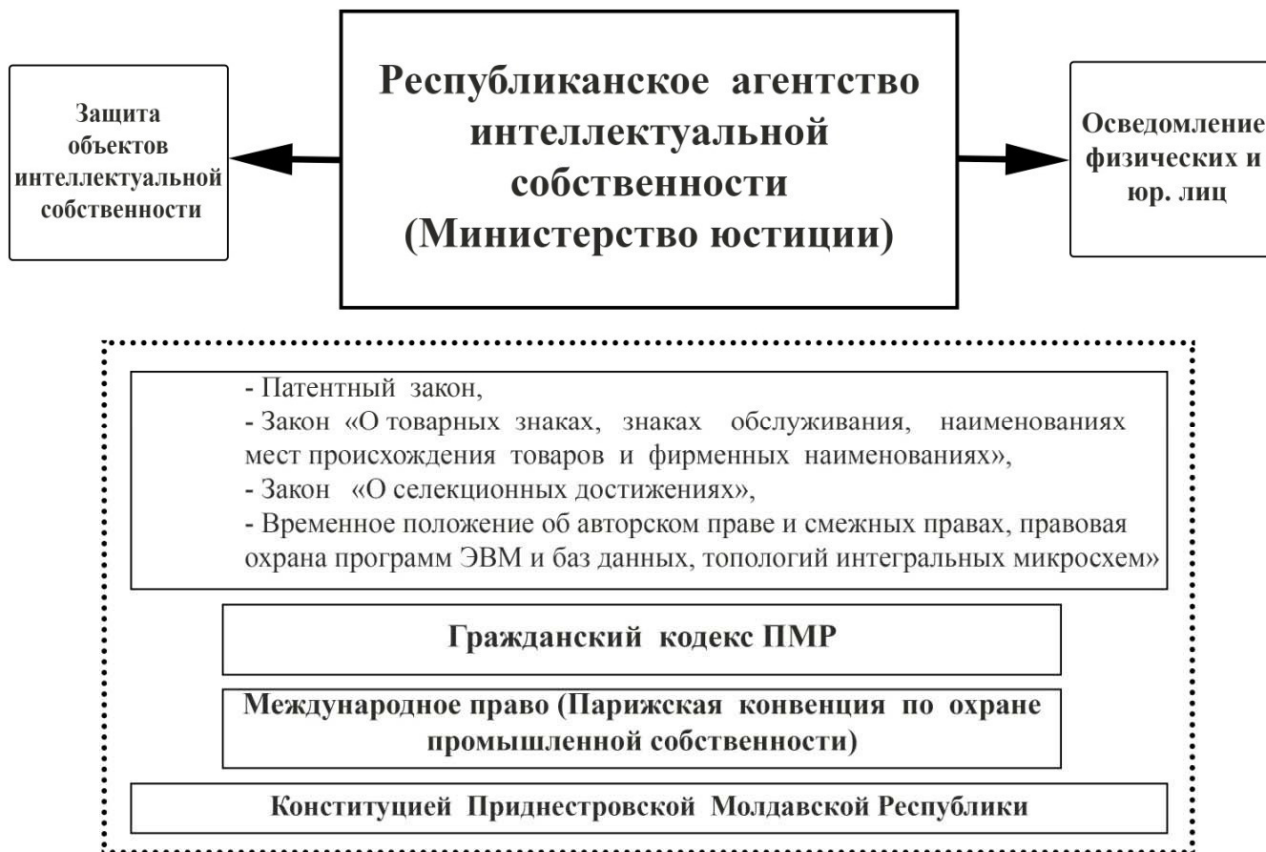 Защита
объектов
интеллектуальной
собственности
Республиканское агентство
интеллектуальной
собственности
(Министерство юстиции)
Осведомление
физических и
юр. лиц
- Патентный закон,
- Закон «О товарных знаках, знаках обслуживания, наименованиях
мест происхождения товаров и фирменных наименованиях»,
- Закон «О селекционных достижениях»,
- Временное положение об авторском праве и смежных правах, правовая
охрана программ ЭВМ и баз данных, топологий интегральных микросхем»
Гражданский кодекс ПМР
Международное право (Парижская конвенция по охране
промышленной собственности)
Конституцией Приднестровской Молдавской Республики